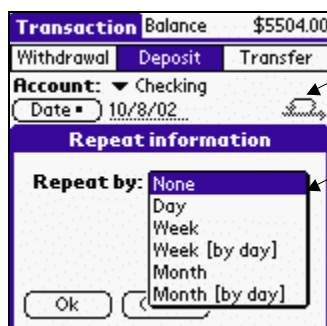 Transaction Balance $5504.00
Withdrawal Deposit Transfer
Account: Checking
Date 10/8/02
Repeat information
Repeat by: None
Day
Week
Week [by day]
Month
Month [by day]
Ok